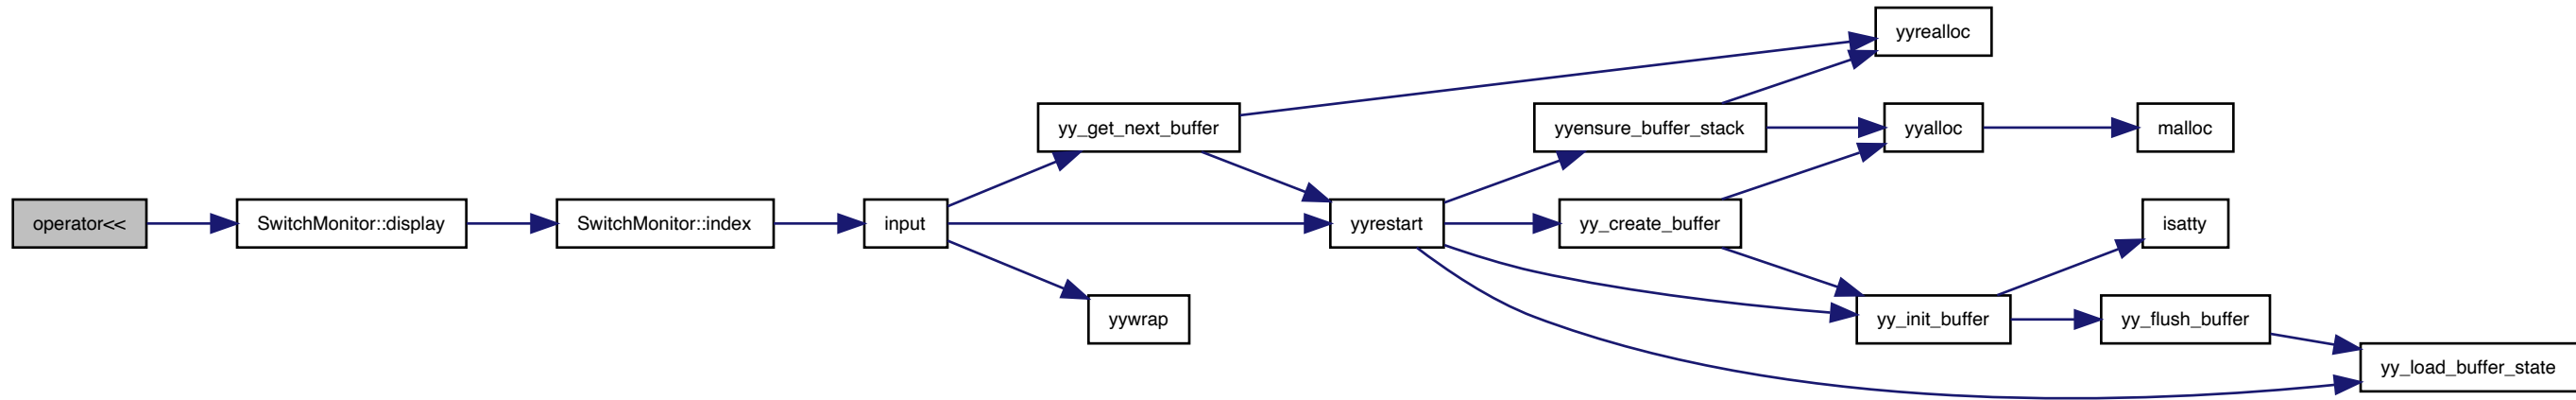 yyrealloc
yy_get_next_buffer
yyensure_buffer_stack
yyalloc
malloc
operator<<
SwitchMonitor::display
SwitchMonitor::index
input
yyrestart
yy_create_buffer
isatty
yywrap
yy_init_buffer
yy_flush_buffer
yy_load_buffer_state